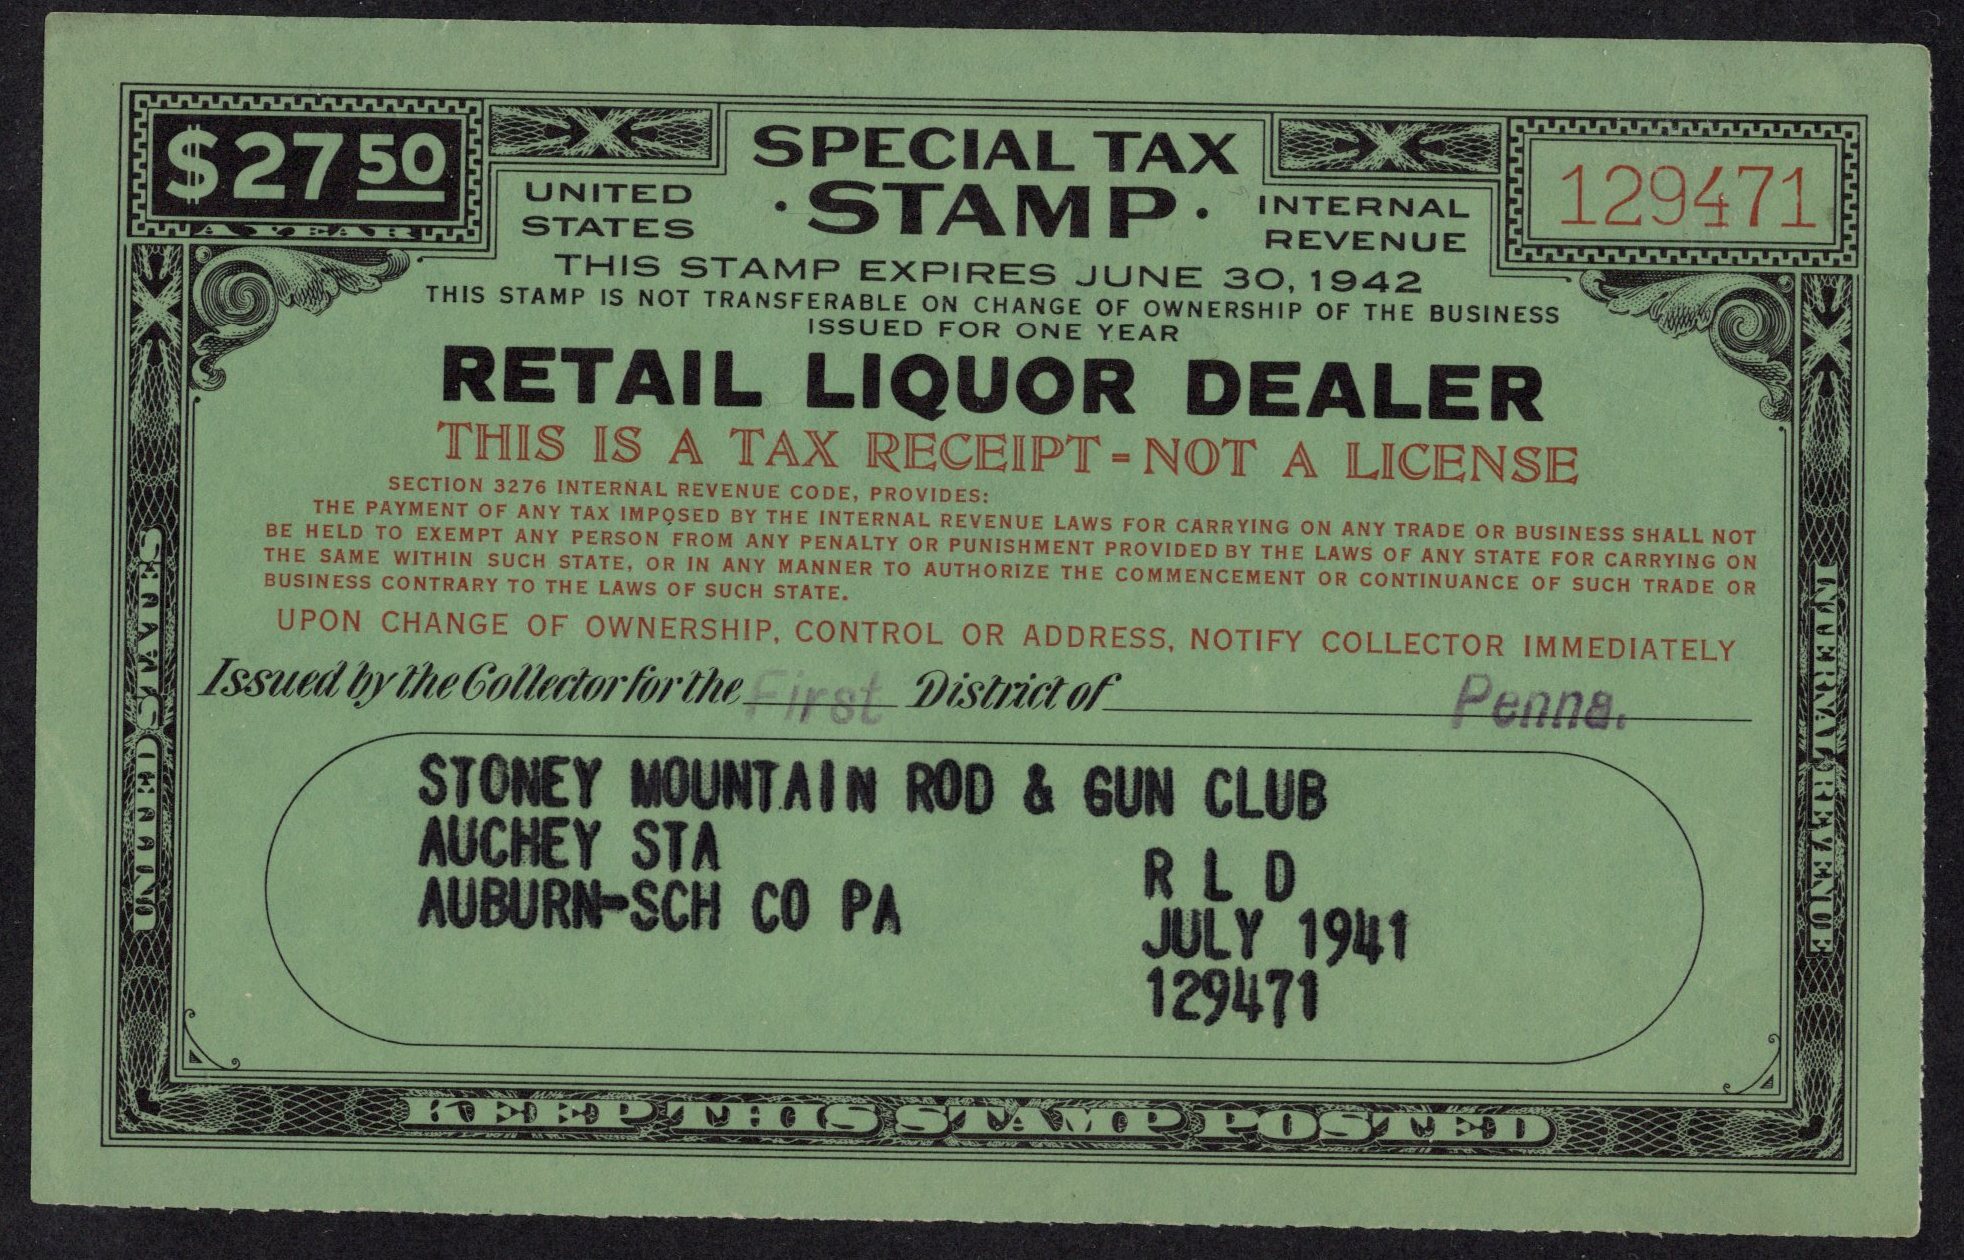 $27 50
A YEAR
UNITED STATES
SPECIAL TAX
· STAMP ·
INTERNAL REVENUE
129471
THIS STAMP EXPIRES JUNE 30, 1942
THIS STAMP IS NOT TRANSFERABLE ON CHANGE OF OWNERSHIP OF THE BUSINESS
ISSUED FOR ONE YEAR
RETAIL LIQUOR DEALER
THIS IS A TAX RECEIPT = NOT A LICENSE
SECTION 3276 INTERNAL REVENUE CODE, PROVIDES:
THE PAYMENT OF ANY TAX IMPOSED BY THE INTERNAL REVENUE LAWS FOR CARRYING ON ANY TRADE OR BUSINESS SHALL NOT
BE HELD TO EXEMPT ANY PERSON FROM ANY PENALTY OR PUNISHMENT PROVIDED BY THE LAWS OF ANY STATE FOR CARRYING ON
THE SAME WITHIN SUCH STATE, OR IN ANY MANNER TO AUTHORIZE THE COMMENCEMENT OR CONTINUANCE OF SUCH TRADE OR
BUSINESS CONTRARY TO THE LAWS OF SUCH STATE.
UPON CHANGE OF OWNERSHIP, CONTROL OR ADDRESS, NOTIFY COLLECTOR IMMEDIATELY
Issued by the Collector for the First District of Penna.
STONEY MOUNTAIN ROD & GUN CLUB
AUCHEY STA
AUBURN-SCH CO PA
R L D
JULY 1941
129471
UNITED STATES
INTERNAL REVENUE
KEEP THIS STAMP POSTED